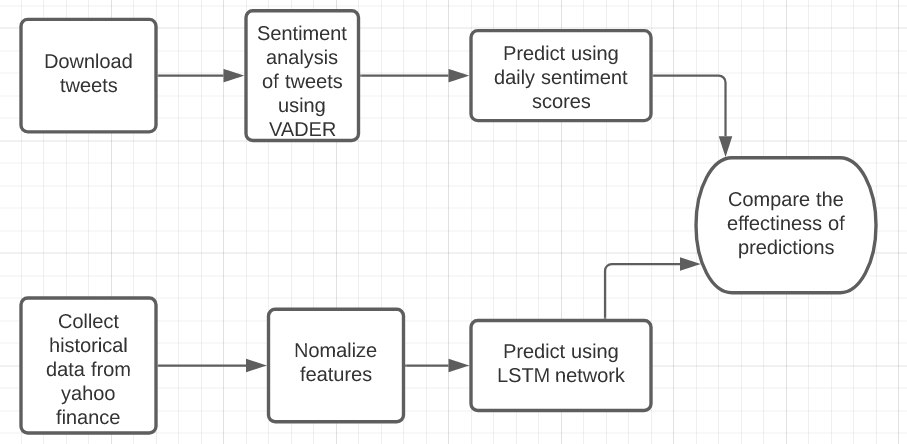 Download
tweets
Sentiment
analysis
of tweets
using
VADER
Predict using
daily sentiment
scores
Compare the
effectiness of
predictions
Collect
historical
data from
yahoo
finance
Nomalize
features
Predict using
LSTM network